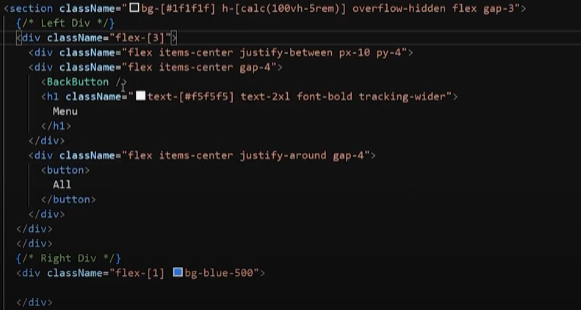 <section className="bg-[#1f1f1f] h-[calc(100vh-5rem)] overflow-hidden flex gap-3">
{/* Left Div */}
<div className="flex-[3]">
<div className="flex items-center justify-between px-10 py-4">
<div className="flex items-center gap-4">
<BackButton />
<h1 className="text-[#f5f5f5] text-2xl font-bold tracking-wider">
Menu
</h1>
</div>
<div className="flex items-center justify-around gap-4">
<button>
All
</button>
</div>
</div>
</div>
{/* Right Div */}
<div className="flex-[1] bg-blue-500">
</div>